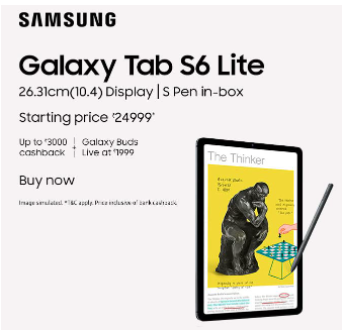 SAMSUNG
Galaxy Tab S6 Lite
26.31cm(10.4) Display | S Pen in-box
Starting price ₹24999*
Up to ₹3000
cashback
+
Galaxy Buds
Live at ₹1999
Buy now
Image simulated. *T&C apply. Price inclusive of bank cashback.
The Thinker